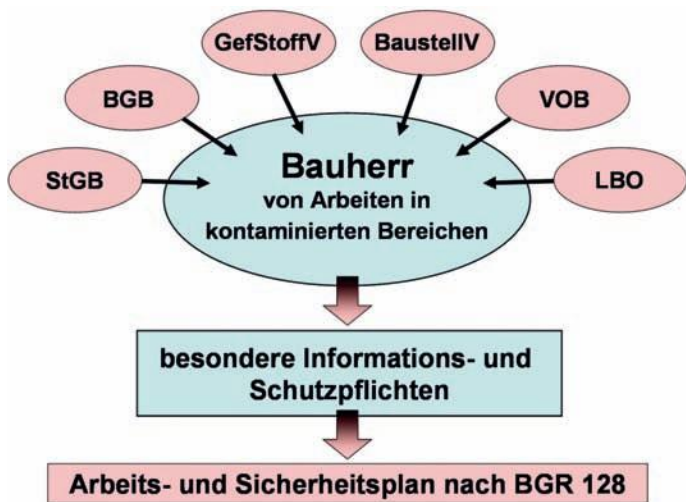 GefStoffV
BaustellV
BGB
VOB
StGB
LBO
Bauherr
von Arbeiten in
kontaminierten Bereichen
besondere Informations- und
Schutzpflichten
Arbeits- und Sicherheitsplan nach BGR 128